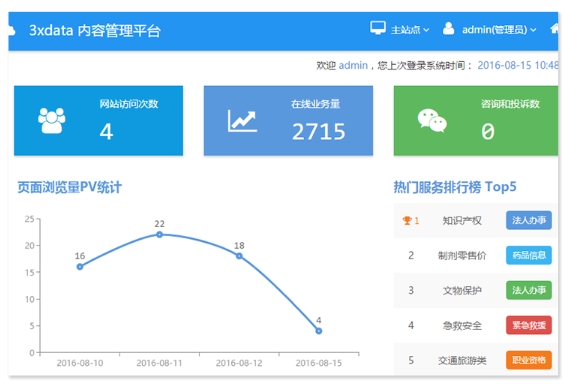 3xdata 内容管理平台
主站点
admin(管理员)
欢迎 admin，您上次登录系统时间： 2016-08-15 10:48
网站访问次数
4
在线业务量
2715
咨询和投诉数
0
页面浏览量PV统计
25
20
15
10
5
0
16
22
18
4
2016-08-10
2016-08-11
2016-08-12
2016-08-15
热门服务排行榜 Top5
1 知识产权 法人办事
2 制剂零售价 药品信息
3 文物保护 法人办事
4 急救安全 紧急救援
5 交通旅游类 职业资格